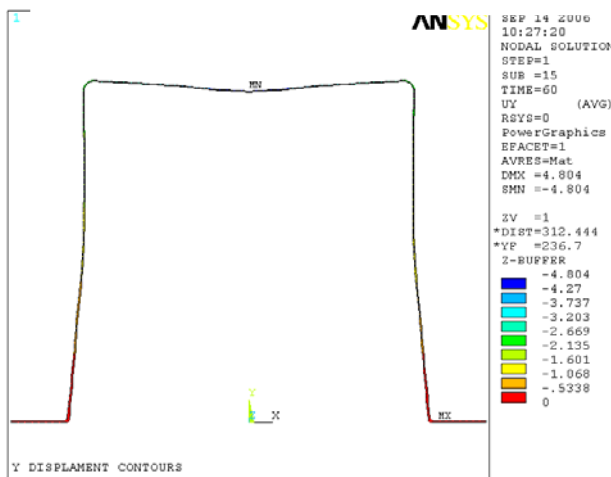 1
ANSYS
SEP 14 2006
10:27:20
NODAL SOLUTION
STEP=1
SUB =15
TIME=60
UY (AVG)
RSYS=0
PowerGraphics
EFACET=1
AVRES=Mat
DMX =4.804
SMN =-4.804
ZV =1
*DIST=312.444
*YF =236.7
Z-BUFFER
-4.804
-4.27
-3.737
-3.203
-2.669
-2.135
-1.601
-1.068
-.5338
0
MN
Y
Z X
MX
Y DISPLAMENT CONTOURS